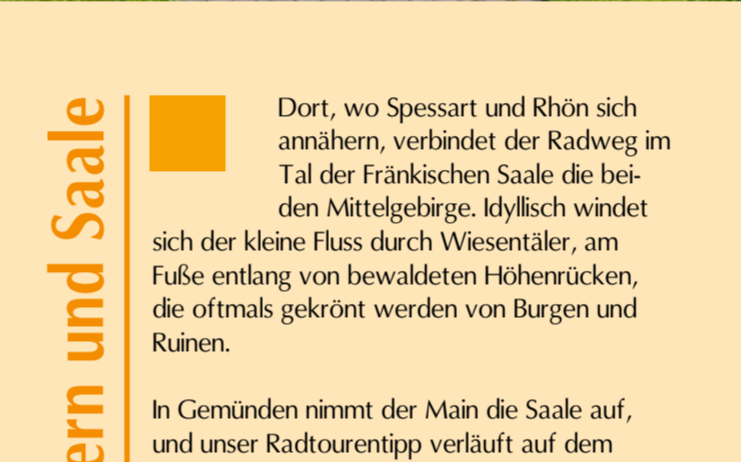 ern und Saale
Dort, wo Spessart und Rhön sich
annähern, verbindet der Radweg im
Tal der Fränkischen Saale die bei-
den Mittelgebirge. Idyllisch windet
sich der kleine Fluss durch Wiesentäler, am
Fuße entlang von bewaldeten Höhenrücken,
die oftmals gekrönt werden von Burgen und
Ruinen.
In Gemünden nimmt der Main die Saale auf,
und unser Radtourentipp verläuft auf dem